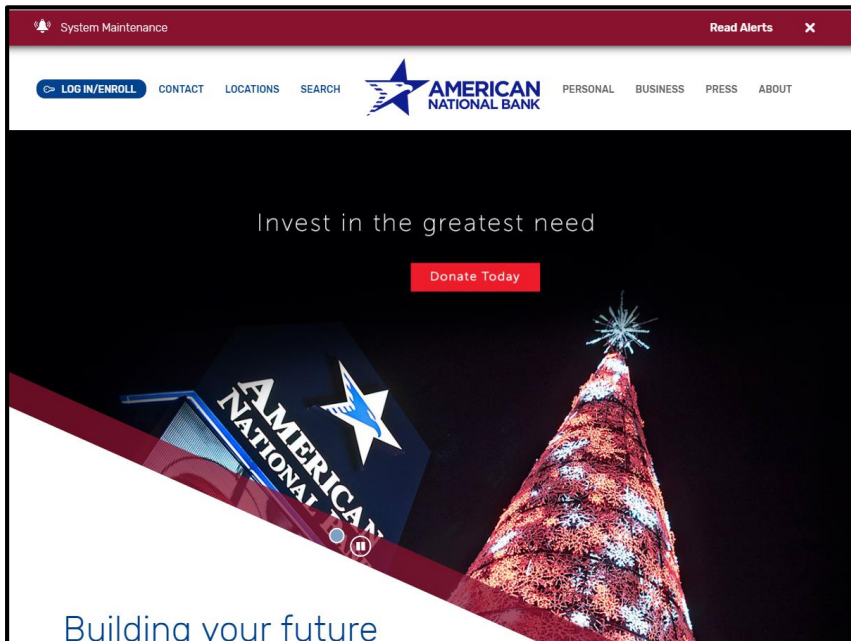 System Maintenance
Read Alerts
LOG IN/ENROLL
CONTACT
LOCATIONS
SEARCH
AMERICAN
NATIONAL BANK
PERSONAL
BUSINESS
PRESS
ABOUT
Invest in the greatest need
Donate Today
AMERICAN
NATIONAL
Building your future